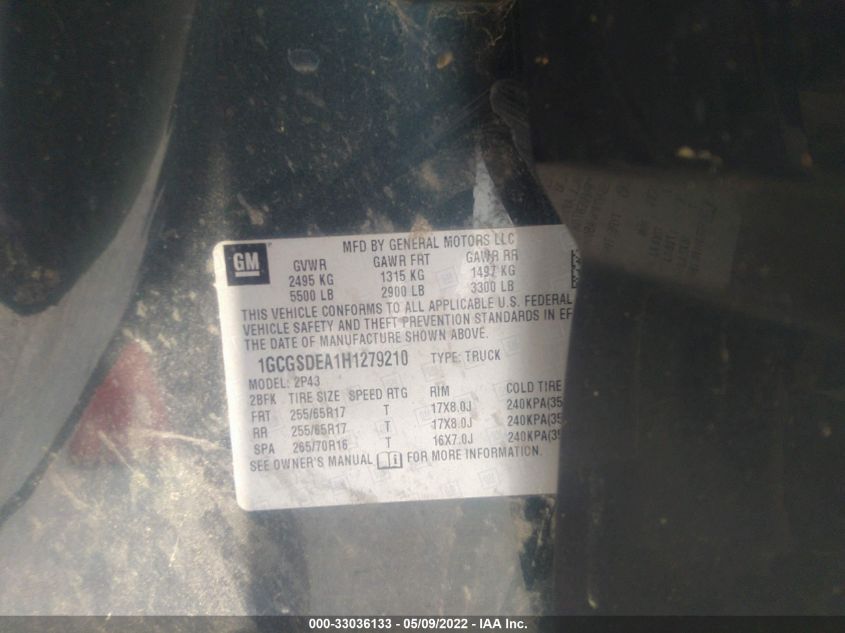 GM
MFD BY GENERAL MOTORS LLC
GVWR GAWR FRT GAWR RR
2495 KG 1315 KG 1497 KG
5500 LB 2900 LB 3300 LB
THIS VEHICLE CONFORMS TO ALL APPLICABLE U.S. FEDERAL
VEHICLE SAFETY AND THEFT PREVENTION STANDARDS IN EF
THE DATE OF MANUFACTURE SHOWN ABOVE.
1GCGSDEA1H1279210 TYPE: TRUCK
MODEL: 2P43
2BFK TIRE SIZE SPEED RTG RIM COLD TIRE
FRT 255/65R17 T 17X8.0J 240KPA(35
RR 255/65R17 T 17X8.0J 240KPA(35
SPA 265/70R16 T 16X7.0J 240KPA(35
SEE OWNER'S MANUAL i FOR MORE INFORMATION.
000-33036133 - 05/09/2022 - IAA Inc.